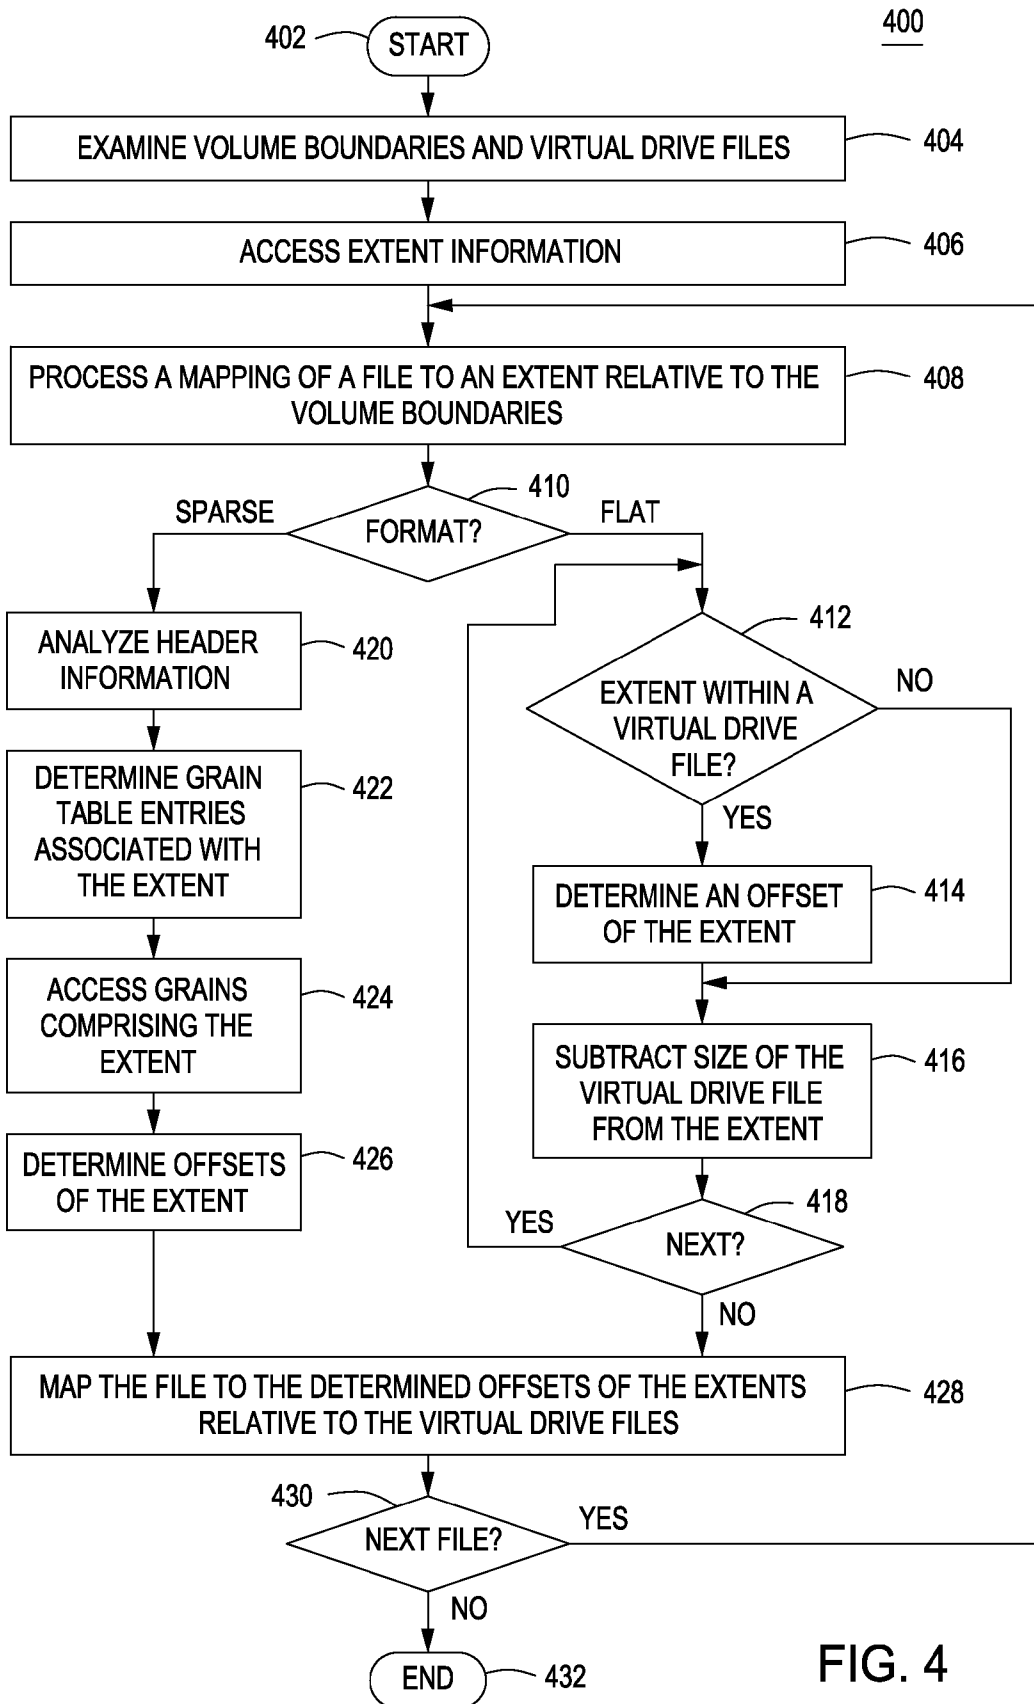 400
402
START
EXAMINE VOLUME BOUNDARIES AND VIRTUAL DRIVE FILES
404
ACCESS EXTENT INFORMATION
406
PROCESS A MAPPING OF A FILE TO AN EXTENT RELATIVE TO THE
VOLUME BOUNDARIES
408
410
SPARSE
FORMAT?
FLAT
ANALYZE HEADER
INFORMATION
420
DETERMINE GRAIN
TABLE ENTRIES
ASSOCIATED WITH
THE EXTENT
422
ACCESS GRAINS
COMPRISING THE
EXTENT
424
DETERMINE OFFSETS
OF THE EXTENT
426
412
EXTENT WITHIN A
VIRTUAL DRIVE
FILE?
NO
YES
DETERMINE AN OFFSET
OF THE EXTENT
414
SUBTRACT SIZE OF THE
VIRTUAL DRIVE FILE
FROM THE EXTENT
416
418
YES
NEXT?
NO
MAP THE FILE TO THE DETERMINED OFFSETS OF THE EXTENTS
RELATIVE TO THE VIRTUAL DRIVE FILES
428
430
NEXT FILE?
YES
NO
END
432
FIG. 4